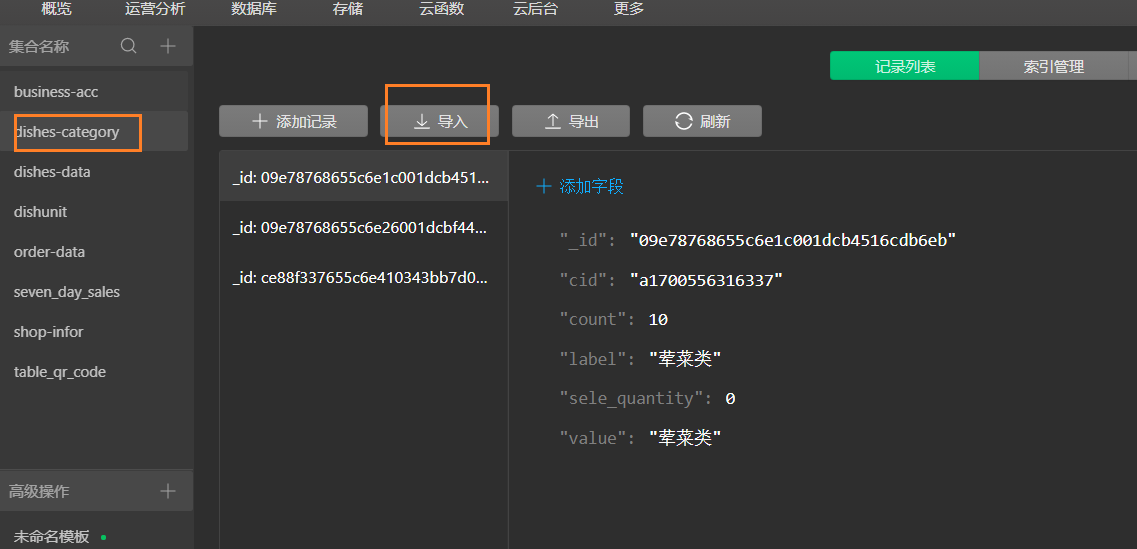 概览 运营分析 数据库 存储 云函数 云后台 更多
集合名称
记录列表 索引管理
business-acc
添加记录 导入 导出 刷新
dishes-category
dishes-data
dishunit
order-data
seven_day_sales
shop-infor
table_qr_code
_id: 09e78768655c6e1c001dcb451...
_id: 09e78768655c6e26001dcbf44...
_id: ce88f337655c6e410343bb7d0...
添加字段
"_id": "09e78768655c6e1c001dcb4516cdb6eb"
"cid": "a1700556316337"
"count": 10
"label": "荤菜类"
"sele_quantity": 0
"value": "荤菜类"
高级操作
未命名模板